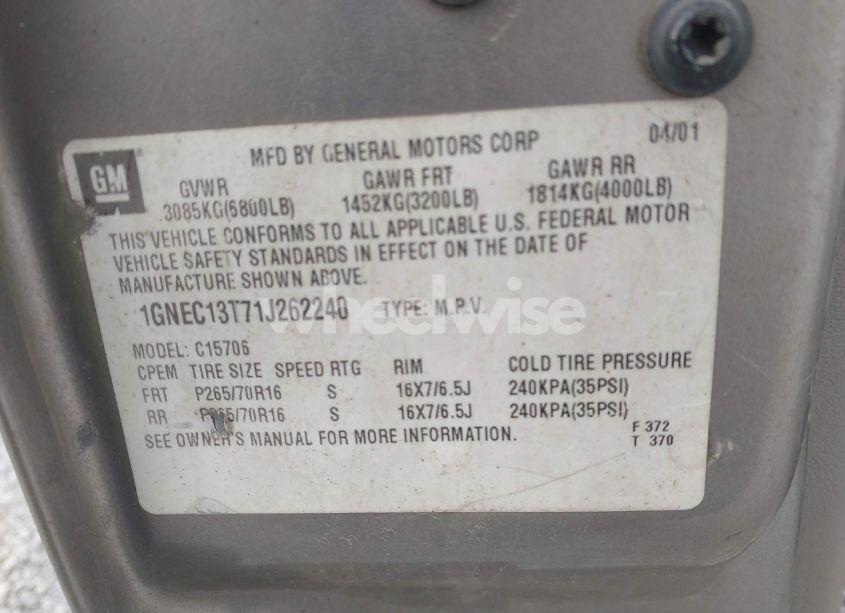 MFD BY GENERAL MOTORS CORP 04/01
GM
GVWR GAWR FRT GAWR RR
3085KG(6800LB) 1452KG(3200LB) 1814KG(4000LB)
THIS VEHICLE CONFORMS TO ALL APPLICABLE U.S. FEDERAL MOTOR
VEHICLE SAFETY STANDARDS IN EFFECT ON THE DATE OF
MANUFACTURE SHOWN ABOVE.
1GNEC13T71J262240 TYPE: M.P.V.
wheelwise
MODEL: C15706
CPEM TIRE SIZE SPEED RTG RIM COLD TIRE PRESSURE
FRT P265/70R16 S 16X7/6.5J 240KPA(35PSI)
RR P265/70R16 S 16X7/6.5J 240KPA(35PSI)
SEE OWNER'S MANUAL FOR MORE INFORMATION.
F 372
T 370